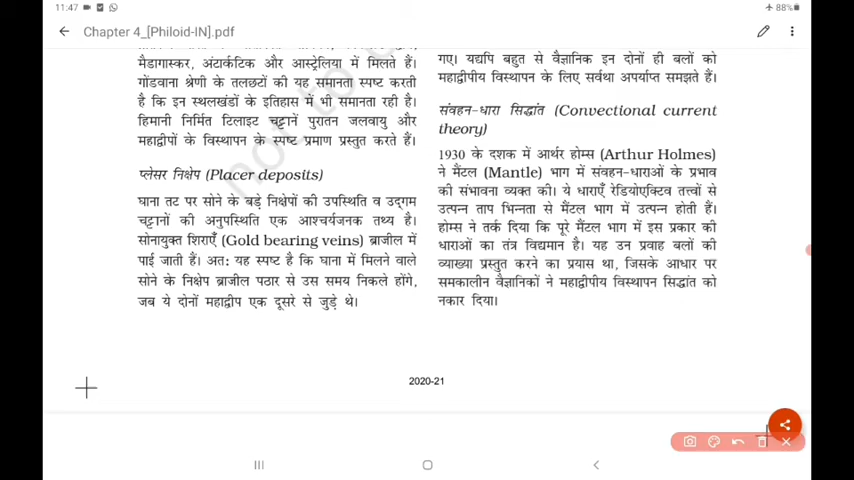 11:47
88%
Chapter 4_[Philoid-IN].pdf
मैडागास्कर, अंटार्कटिक और आस्ट्रेलिया में मिलते हैं।
गोंडवाना श्रेणी के तलछटों की यह समानता स्पष्ट करती
है कि इन स्थलखंडों के इतिहास में भी समानता रही है।
हिमानी निर्मित टिलाइट चट्टानें पुरातन जलवायु और
महाद्वीपों के विस्थापन के स्पष्ट प्रमाण प्रस्तुत करते हैं।
प्लेसर निक्षेप (Placer deposits)
घाना तट पर सोने के बड़े निक्षेपों की उपस्थिति व उद्गम
चट्टानों की अनुपस्थिति एक आश्चर्यजनक तथ्य है।
सोनायुक्त शिराएँ (Gold bearing veins) ब्राजील में
पाई जाती हैं। अत: यह स्पष्ट है कि घाना में मिलने वाले
सोने के निक्षेप ब्राजील पठार से उस समय निकले होंगे,
जब ये दोनों महाद्वीप एक दूसरे से जुड़े थे।
गए। यद्यपि बहुत से वैज्ञानिक इन दोनों ही बलों को
महाद्वीपीय विस्थापन के लिए सर्वथा अपर्याप्त समझते हैं।
संवहन-धारा सिद्धांत (Convectional current
theory)
1930 के दशक में आर्थर होम्स (Arthur Holmes)
ने मैंटल (Mantle) भाग में संवहन-धाराओं के प्रभाव
की संभावना व्यक्त की। ये धाराएँ रेडियोएक्टिव तत्त्वों से
उत्पन्न ताप भिन्नता से मैंटल भाग में उत्पन्न होती हैं।
होम्स ने तर्क दिया कि पूरे मैंटल भाग में इस प्रकार की
धाराओं का तंत्र विद्यमान है। यह उन प्रवाह बलों की
व्याख्या प्रस्तुत करने का प्रयास था, जिसके आधार पर
समकालीन वैज्ञानिकों ने महाद्वीपीय विस्थापन सिद्धांत को
नकार दिया।
not to be
2020-21